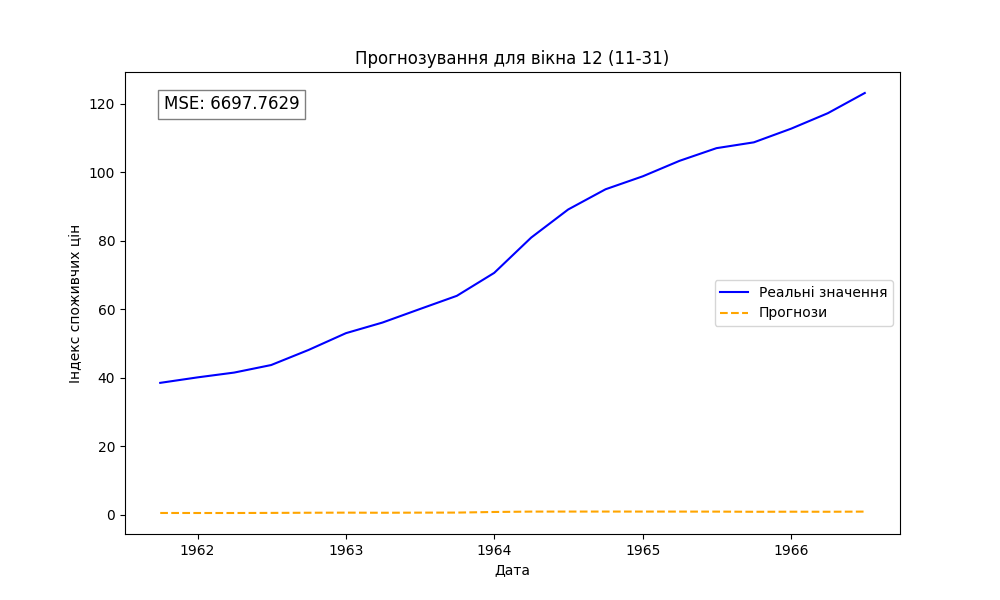 Прогнозування для вікна 12 (11-31)
MSE: 6697.7629
Індекс споживчих цін
120
100
80
60
40
20
0
Реальні значення
Прогнози
1962
1963
1964
1965
1966
Дата